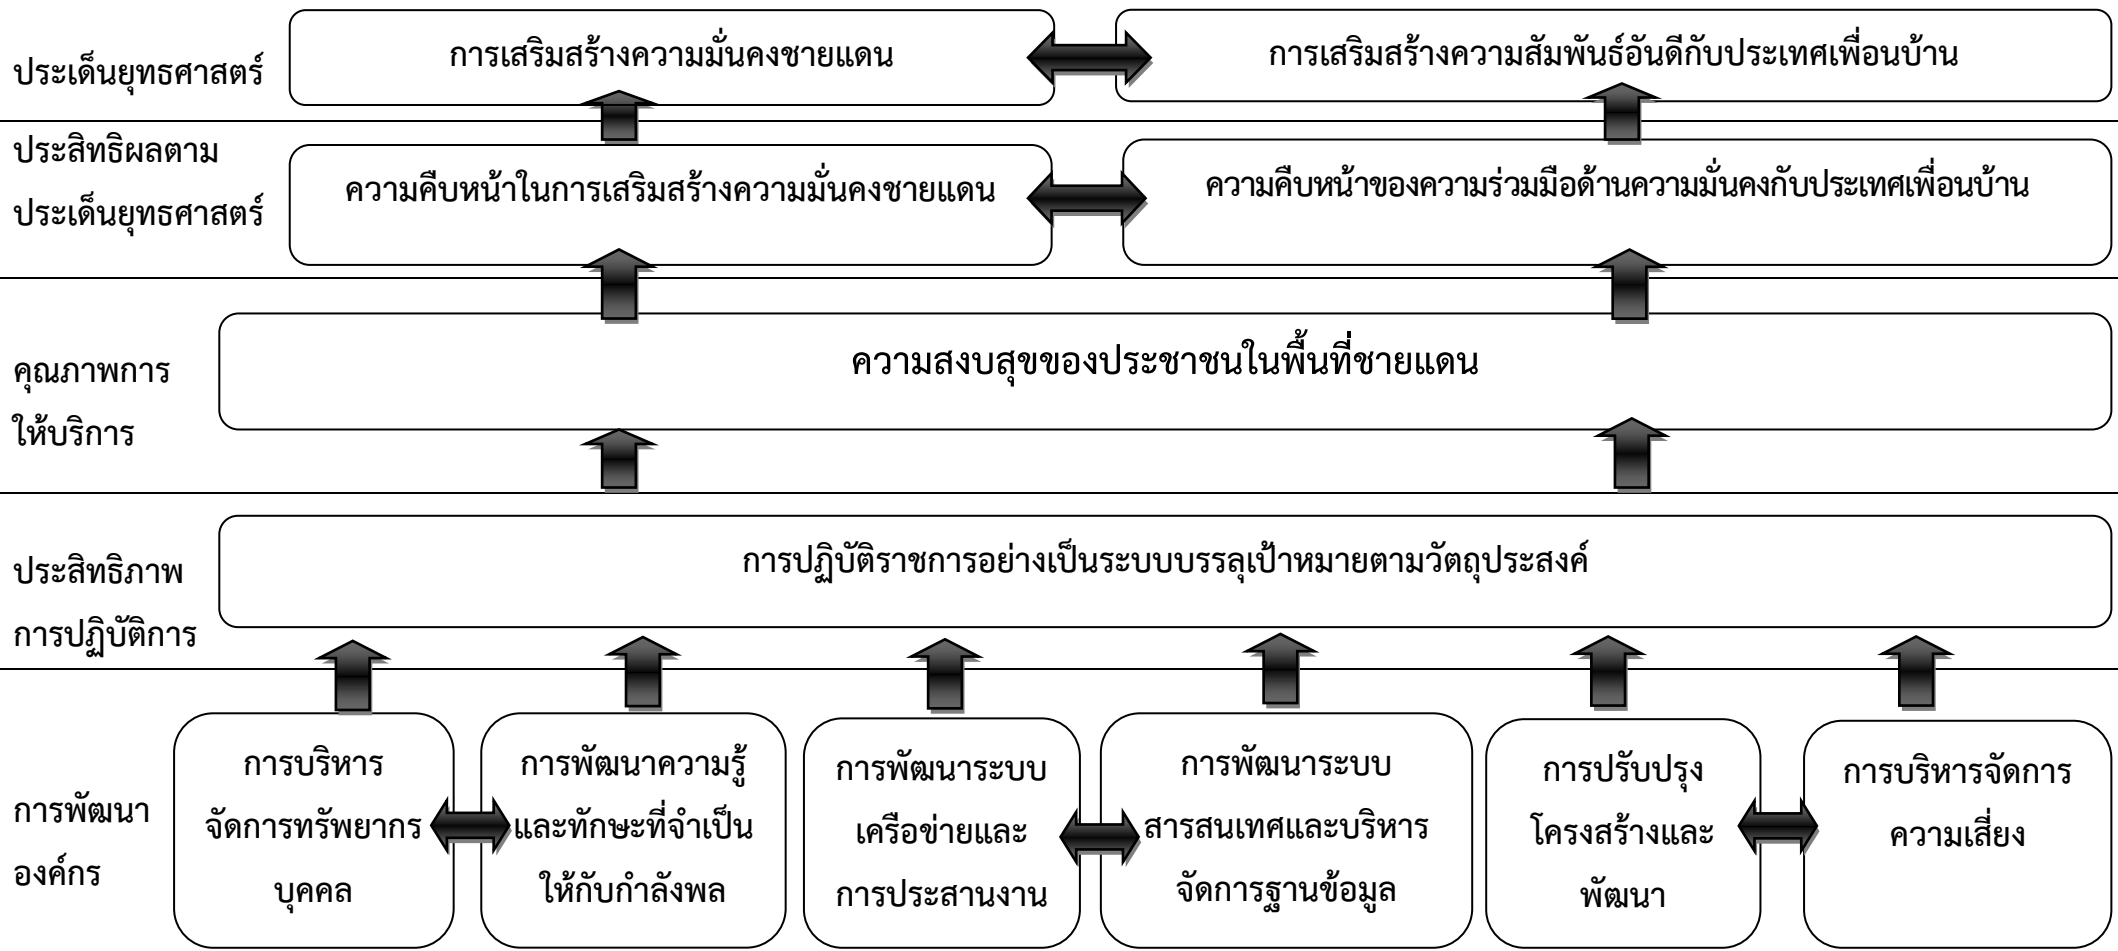 ประเด็นยุทธศาสตร์
การเสริมสร้างความมั่นคงชายแดน
การเสริมสร้างความสัมพันธ์อันดีกับประเทศเพื่อนบ้าน
ประสิทธิผลตาม
ประเด็นยุทธศาสตร์
ความคืบหน้าในการเสริมสร้างความมั่นคงชายแดน
ความคืบหน้าของความร่วมมือด้านความมั่นคงกับประเทศเพื่อนบ้าน
คุณภาพการ
ให้บริการ
ความสงบสุขของประชาชนในพื้นที่ชายแดน
ประสิทธิภาพ
การปฏิบัติการ
การปฏิบัติราชการอย่างเป็นระบบบรรลุเป้าหมายตามวัตถุประสงค์
การพัฒนา
องค์กร
การบริหาร
จัดการทรัพยากร
บุคคล
การพัฒนาความรู้
และทักษะที่จำเป็น
ให้กับกำลังพล
การพัฒนาระบบ
เครือข่ายและ
การประสานงาน
การพัฒนาระบบ
สารสนเทศและบริหาร
จัดการฐานข้อมูล
การปรับปรุง
โครงสร้างและ
พัฒนา
การบริหารจัดการ
ความเสี่ยง